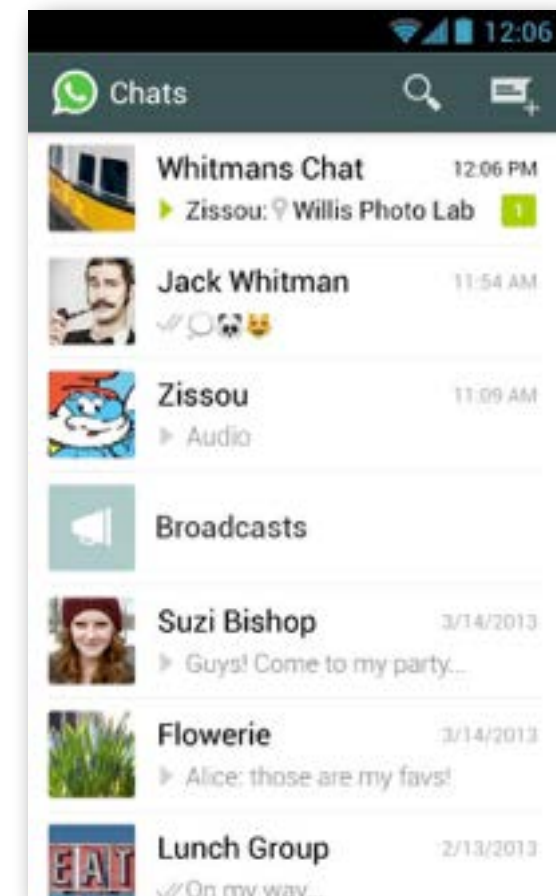 12:06
Chats
Whitmans Chat 12:06 PM
Zissou: Willis Photo Lab 1
Jack Whitman 11:54 AM
Zissou 11:09 AM
Audio
Broadcasts
Suzi Bishop 3/14/2013
Guys! Come to my party...
Flowerie 3/14/2013
Alice: those are my favs!
EAT
Lunch Group 2/13/2013
On my way...